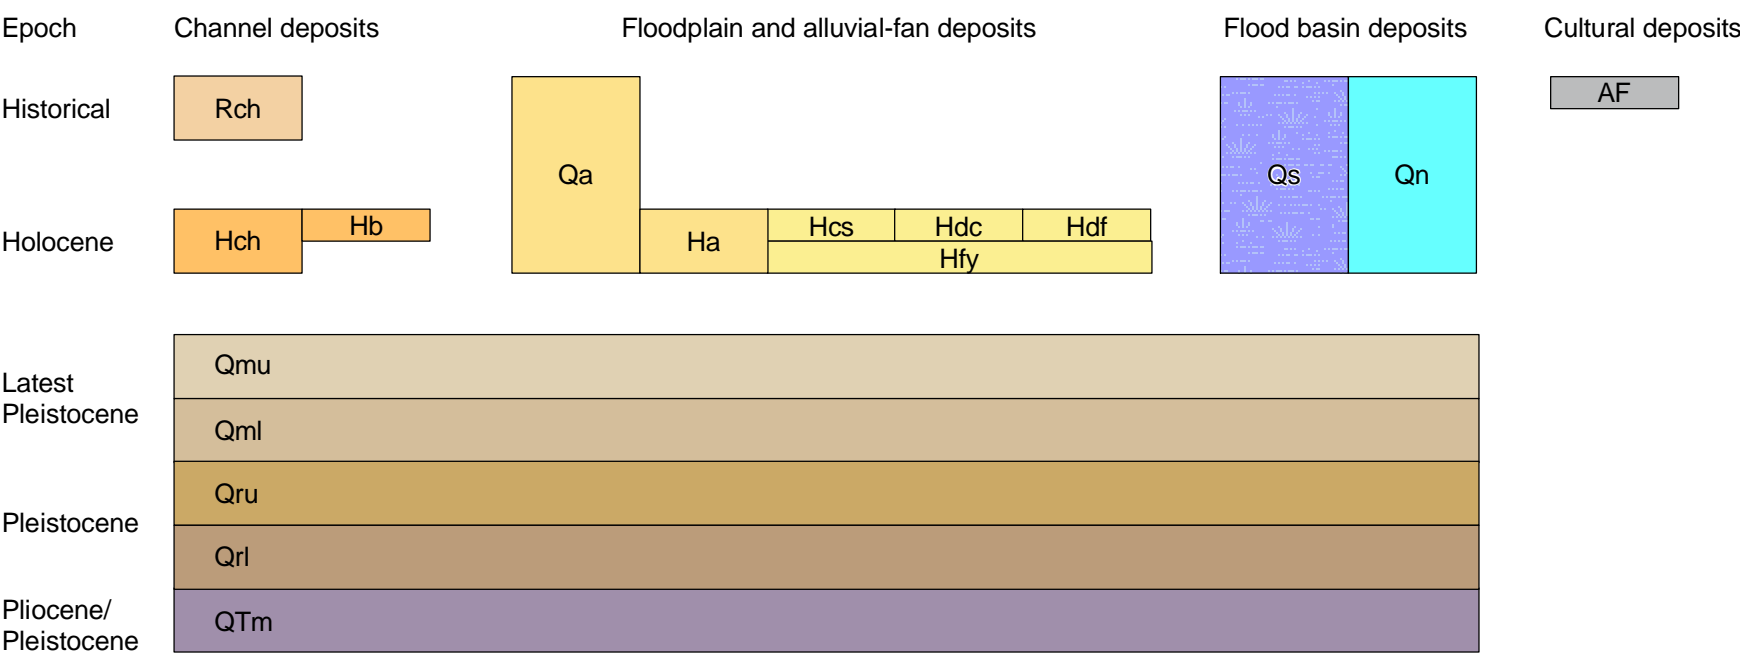 Epoch Channel deposits Floodplain and alluvial-fan deposits Flood basin deposits Cultural deposits
Historical Rch AF
Qa Qs Qn
Holocene Hch Hb Ha Hcs Hdc Hdf
Hfy
Qmu
Latest
Pleistocene
Qml
Qru
Pleistocene
Qrl
Pliocene/
Pleistocene
QTm